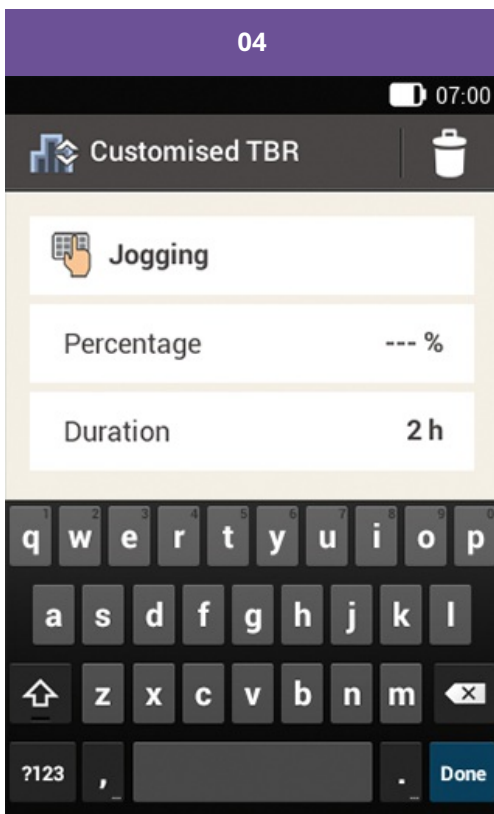 04
07:00
Customised TBR
Jogging
Percentage --- %
Duration 2 h
1 2 3 4 5 6 7 8 9 0
q w e r t y u i o p
a s d f g h j k l
z x c v b n m
?123 , . Done